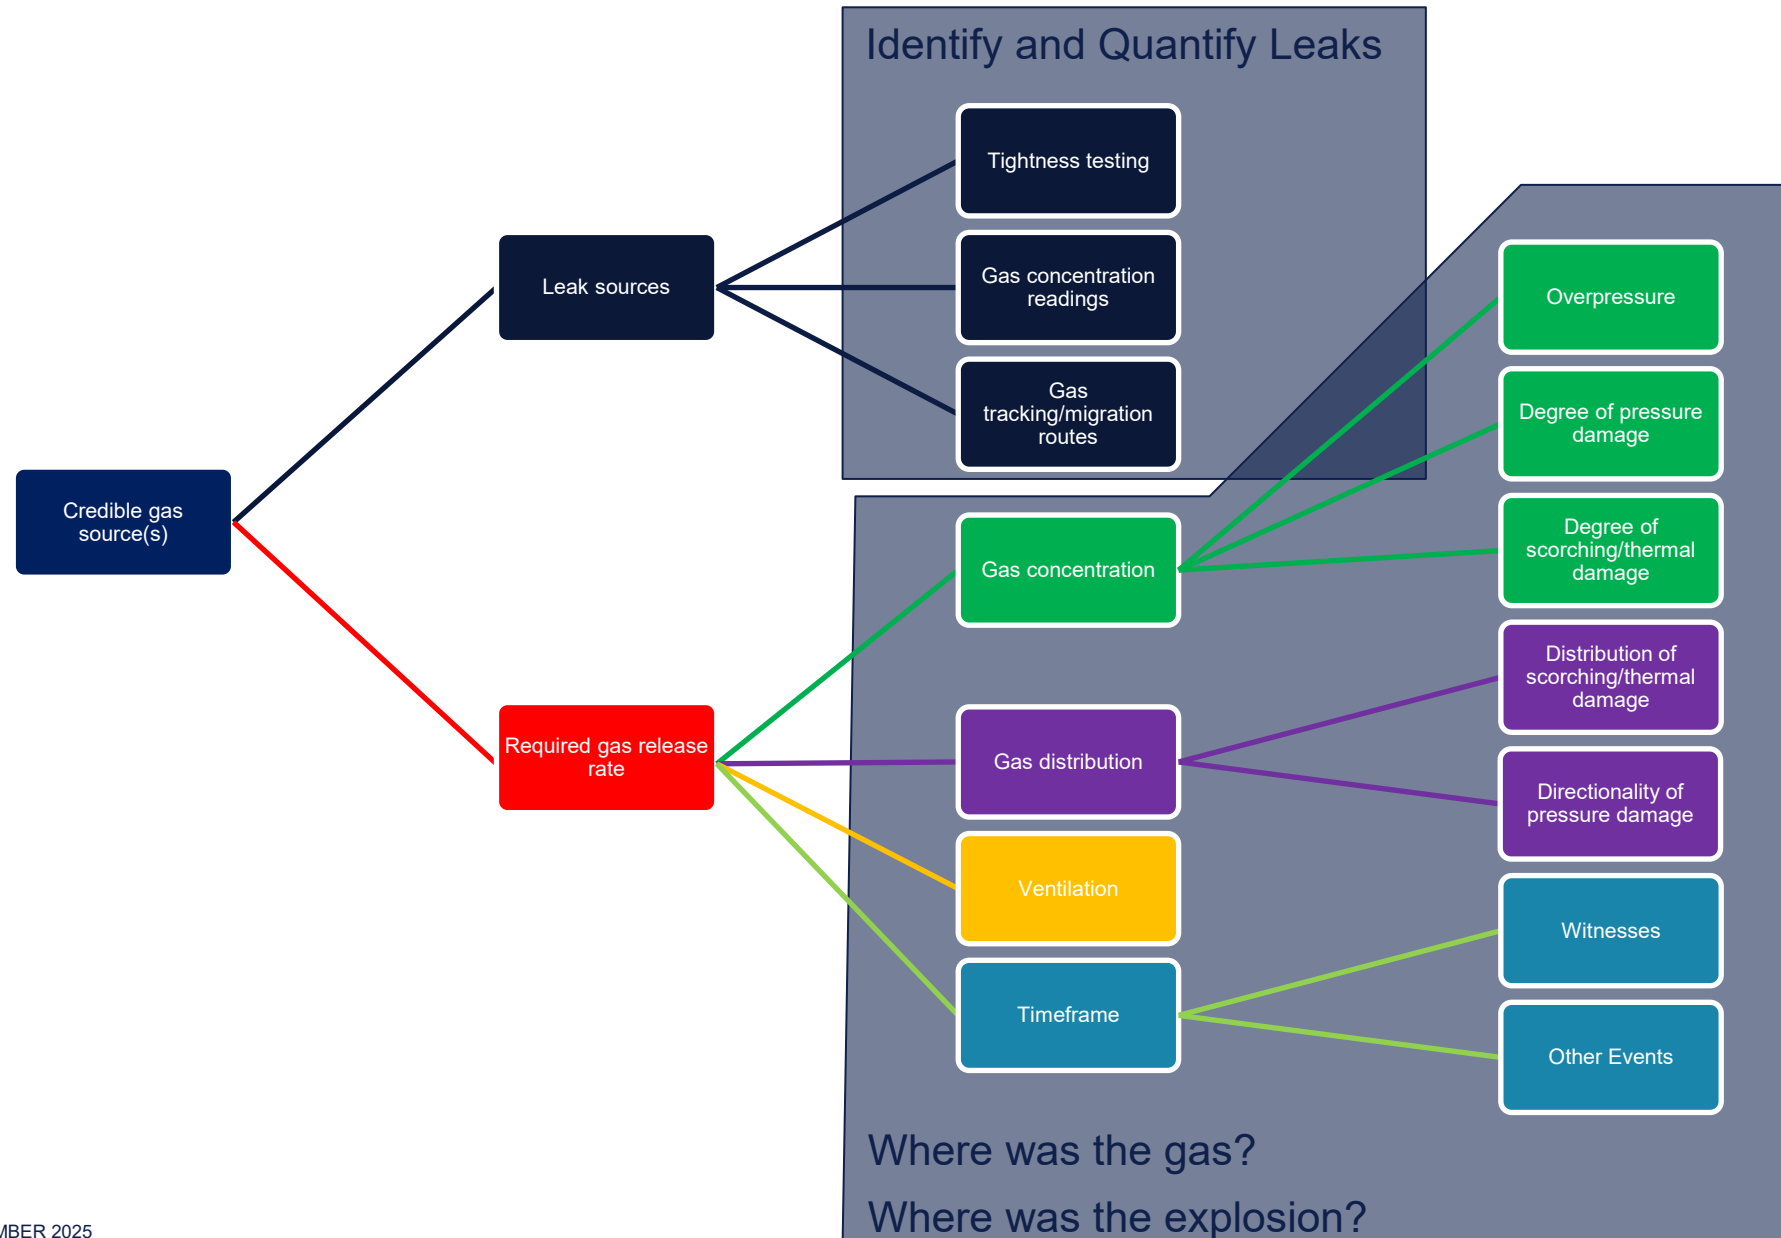 Identify and Quantify Leaks
Tightness testing
Leak sources
Gas concentration
readings
Gas
tracking/migration
routes
Credible gas
source(s)
Overpressure
Degree of pressure
damage
Degree of
scorching/thermal
damage
Gas concentration
Required gas release
rate
Distribution of
scorching/thermal
damage
Gas distribution
Directionality of
pressure damage
Ventilation
Witnesses
Timeframe
Other Events
Where was the gas?
Where was the explosion?
MBER 2025